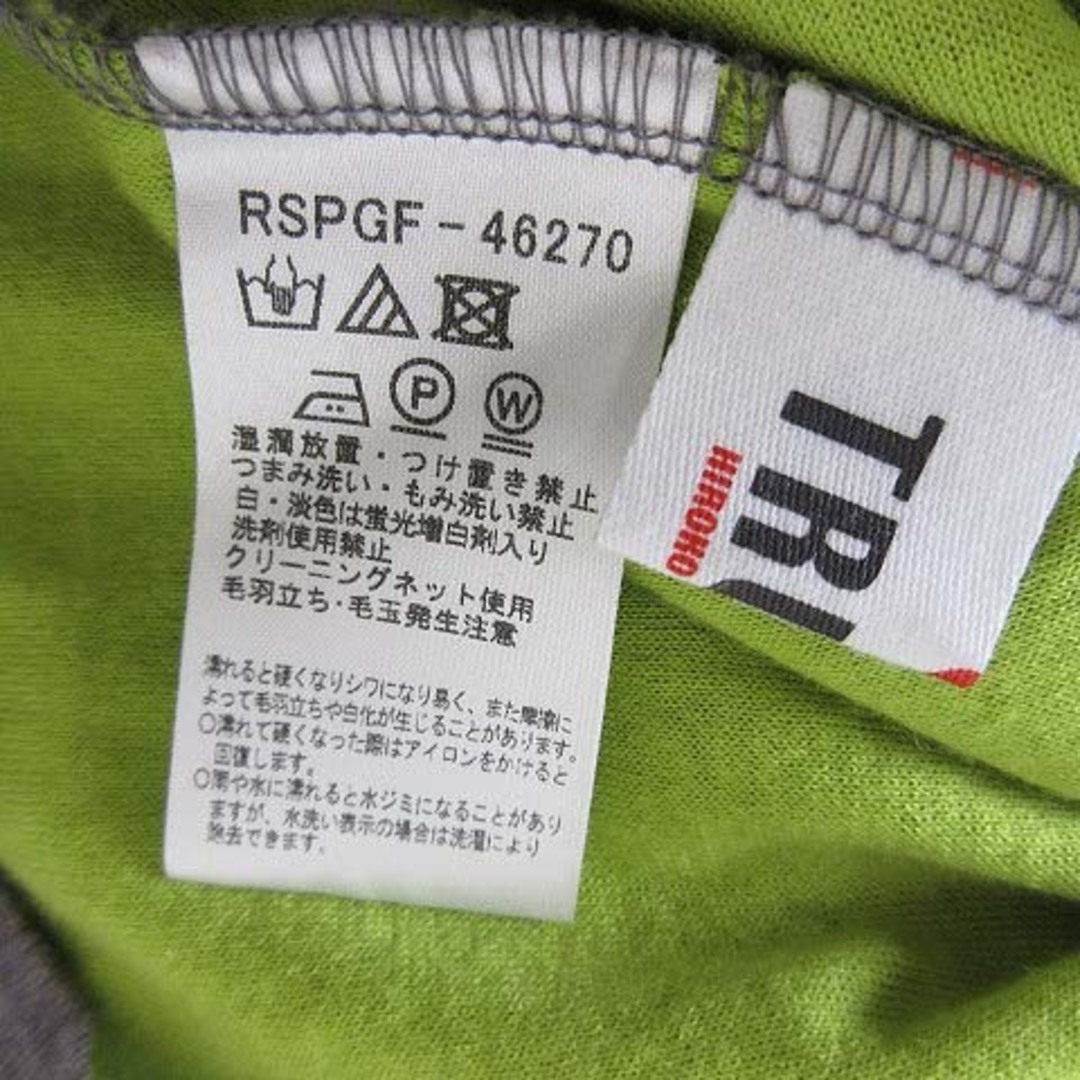 RSPGF-46270
P W
湿潤放置・つけ置き禁止
つまみ洗い・もみ洗い禁止
白・淡色は蛍光増白剤入り
洗剤使用禁止
クリーニングネット使用
毛羽立ち・毛玉発生注意
濡れると硬くなりシワになり易く、また摩擦に
よって毛羽立ちや白化が生じることがあります。
○濡れて硬くなった際はアイロンをかけると
回復します。
○雨や水に濡れると水ジミになることがあり
ますが、水洗い表示の場合は洗濯により
除去できます。
TRU
HIROKO